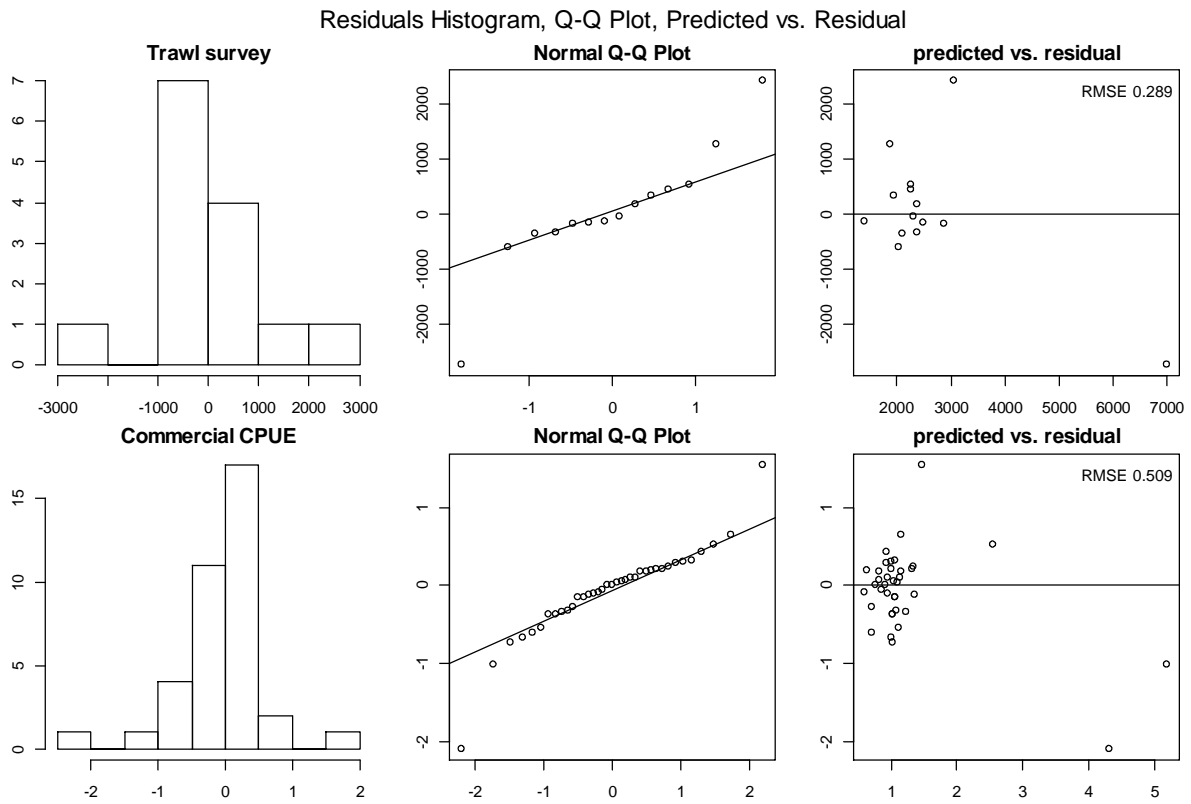 Residuals Histogram, Q-Q Plot, Predicted vs. Residual
Trawl survey
Normal Q-Q Plot
predicted vs. residual
7
6
5
4
3
2
1
0
-3000 -1000 0 1000 2000 3000
2000
1000
0
-1000
-2000
-1 0 1
RMSE 0.289
2000
1000
0
-1000
-2000
2000 3000 4000 5000 6000 7000
Commercial CPUE
Normal Q-Q Plot
predicted vs. residual
15
10
5
0
-2 -1 0 1 2
1
0
-1
-2
-2 -1 0 1 2
RMSE 0.509
1
0
-1
-2
1 2 3 4 5